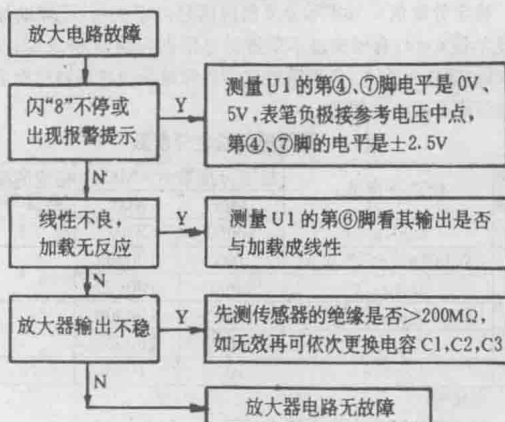 放大电路故障
闪“8”不停或
出现报警提示
Y
测量U1的第④、⑦脚电平是0V、
5V,表笔负极接参考电压中点,
第④、⑦脚的电平是±2.5V
N
线性不良,
加载无反应
Y
测量U1的第⑥脚看其输出是否
与加载成线性
N
放大器输出不稳
Y
先测传感器的绝缘是否>200MΩ,
如无效再可依次更换电容C1,C2,C3
N
放大器电路无故障